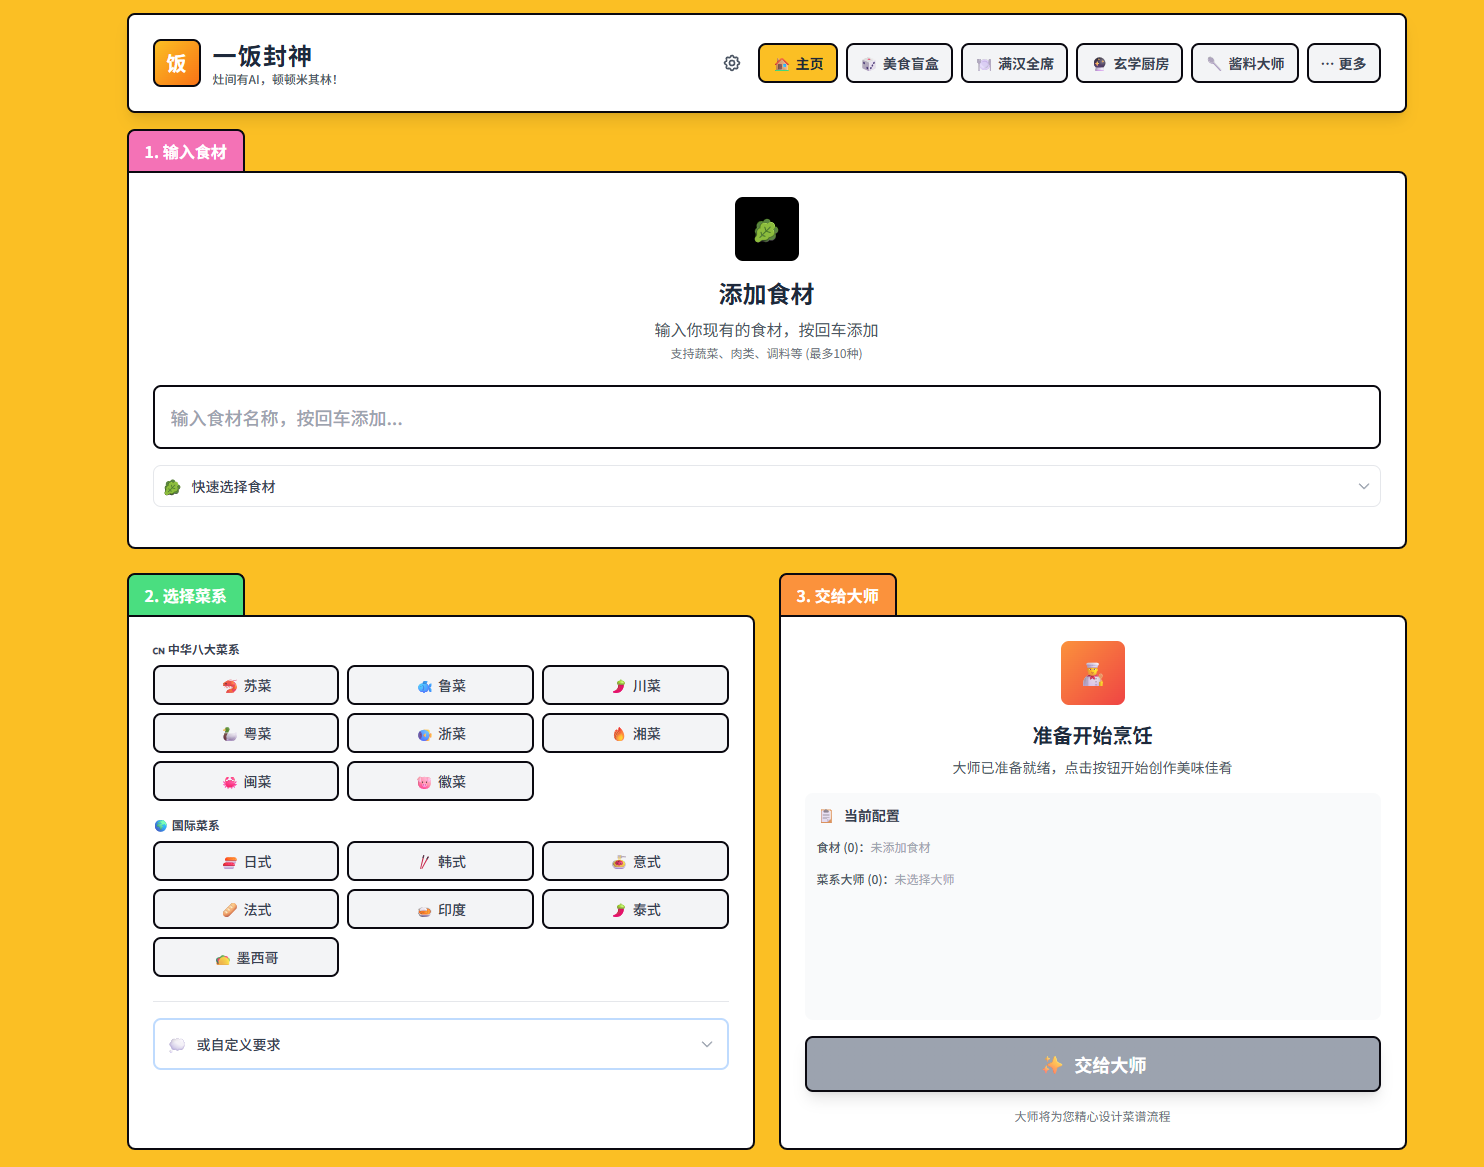 饭
一饭封神
灶间有AI，顿顿米其林！
主页
美食盲盒
满汉全席
玄学厨房
酱料大师
··· 更多
1. 输入食材
添加食材
输入你现有的食材，按回车添加
支持蔬菜、肉类、调料等 (最多10种)
输入食材名称，按回车添加...
快速选择食材
2. 选择菜系
CN 中华八大菜系
苏菜
鲁菜
川菜
粤菜
浙菜
湘菜
闽菜
徽菜
国际菜系
日式
韩式
意式
法式
印度
泰式
墨西哥
或自定义要求
3. 交给大师
准备开始烹饪
大师已准备就绪，点击按钮开始创作美味佳肴
当前配置
食材 (0)： 未添加食材
菜系大师 (0)： 未选择大师
交给大师
大师将为您精心设计菜谱流程